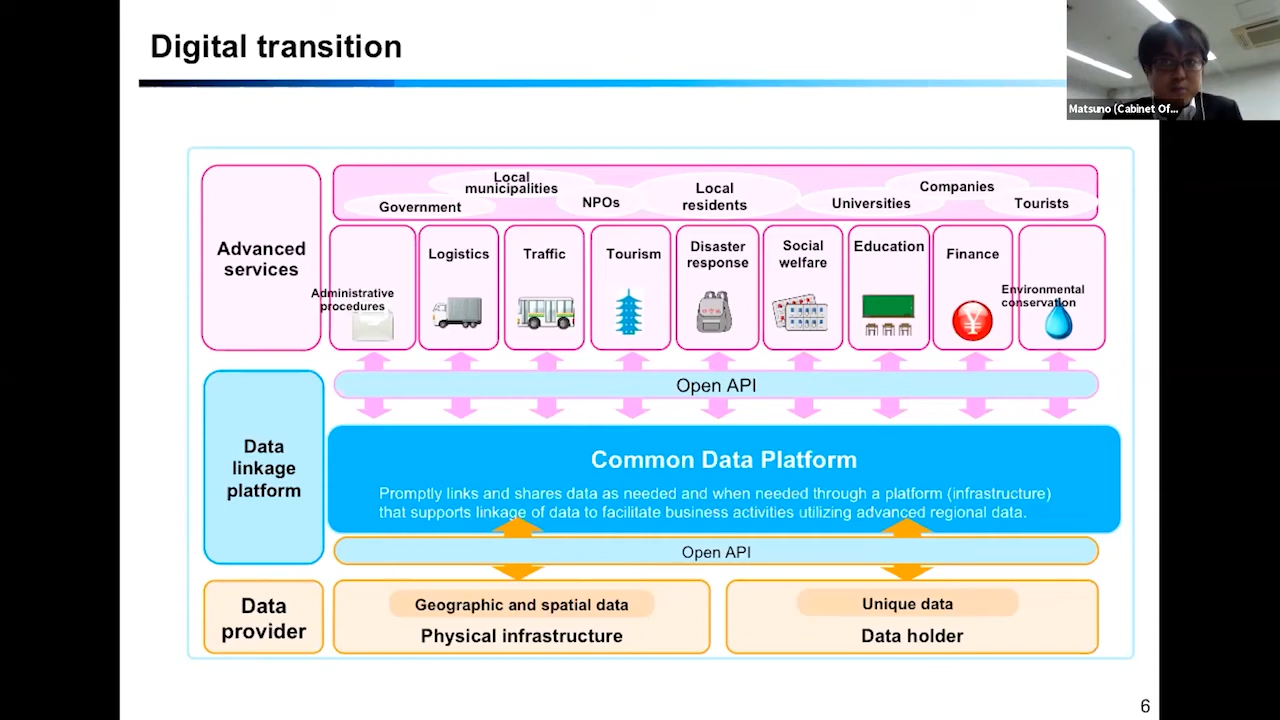 Digital transition
Matsuno (Cabinet Of...
Advanced
services
Local
municipalities
Government
NPOs
Local
residents
Universities
Companies
Tourists
Administrative
procedures
Logistics
Traffic
Tourism
Disaster
response
Social
welfare
Education
Finance
Environmental
conservation
Open API
Data
linkage
platform
Common Data Platform
Promptly links and shares data as needed and when needed through a platform (infrastructure)
that supports linkage of data to facilitate business activities utilizing advanced regional data.
Open API
Data
provider
Geographic and spatial data
Physical infrastructure
Unique data
Data holder
6